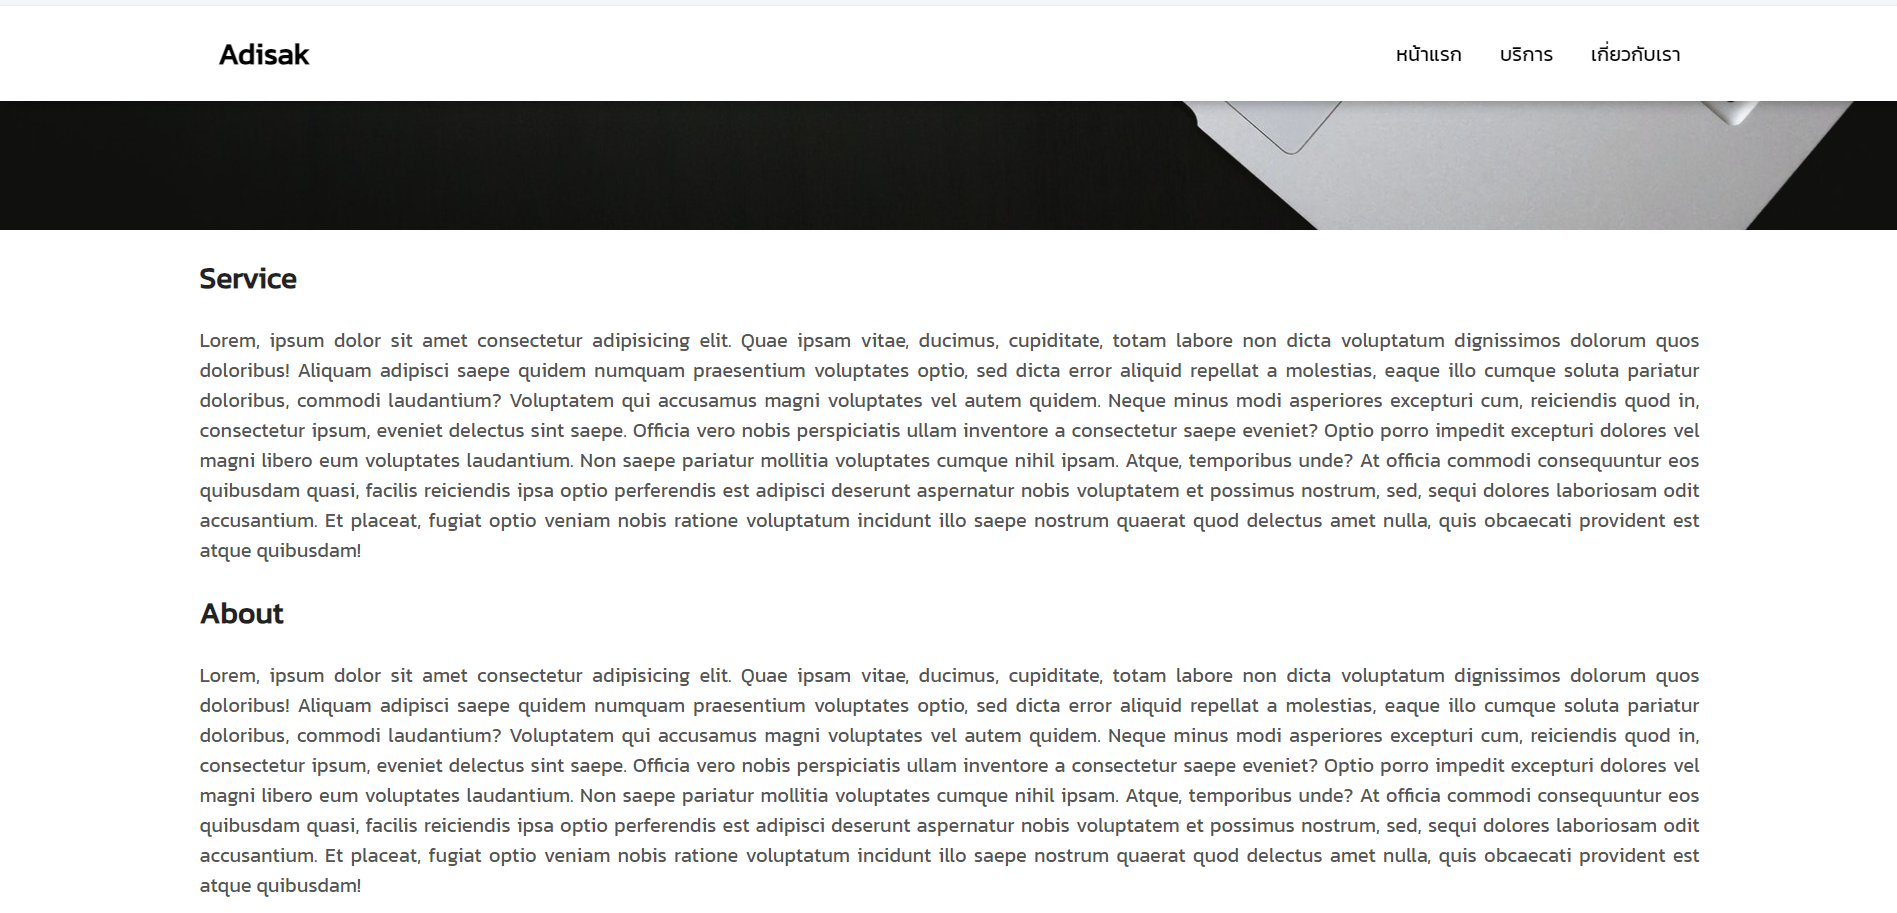 Adisak
หน้าแรก บริการ เกี่ยวกับเรา
Service
Lorem, ipsum dolor sit amet consectetur adipisicing elit. Quae ipsam vitae, ducimus, cupiditate, totam labore non dicta voluptatum dignissimos dolorum quos
doloribus! Aliquam adipisci saepe quidem numquam praesentium voluptates optio, sed dicta error aliquid repellat a molestias, eaque illo cumque soluta pariatur
doloribus, commodi laudantium? Voluptatem qui accusamus magni voluptates vel autem quidem. Neque minus modi asperiores excepturi cum, reiciendis quod in,
consectetur ipsum, eveniet delectus sint saepe. Officia vero nobis perspiciatis ullam inventore a consectetur saepe eveniet? Optio porro impedit excepturi dolores vel
magni libero eum voluptates laudantium. Non saepe pariatur mollitia voluptates cumque nihil ipsam. Atque, temporibus unde? At officia commodi consequuntur eos
quibusdam quasi, facilis reiciendis ipsa optio perferendis est adipisci deserunt aspernatur nobis voluptatem et possimus nostrum, sed, sequi dolores laboriosam odit
accusantium. Et placeat, fugiat optio veniam nobis ratione voluptatum incidunt illo saepe nostrum quaerat quod delectus amet nulla, quis obcaecati provident est
atque quibusdam!
About
Lorem, ipsum dolor sit amet consectetur adipisicing elit. Quae ipsam vitae, ducimus, cupiditate, totam labore non dicta voluptatum dignissimos dolorum quos
doloribus! Aliquam adipisci saepe quidem numquam praesentium voluptates optio, sed dicta error aliquid repellat a molestias, eaque illo cumque soluta pariatur
doloribus, commodi laudantium? Voluptatem qui accusamus magni voluptates vel autem quidem. Neque minus modi asperiores excepturi cum, reiciendis quod in,
consectetur ipsum, eveniet delectus sint saepe. Officia vero nobis perspiciatis ullam inventore a consectetur saepe eveniet? Optio porro impedit excepturi dolores vel
magni libero eum voluptates laudantium. Non saepe pariatur mollitia voluptates cumque nihil ipsam. Atque, temporibus unde? At officia commodi consequuntur eos
quibusdam quasi, facilis reiciendis ipsa optio perferendis est adipisci deserunt aspernatur nobis voluptatem et possimus nostrum, sed, sequi dolores laboriosam odit
accusantium. Et placeat, fugiat optio veniam nobis ratione voluptatum incidunt illo saepe nostrum quaerat quod delectus amet nulla, quis obcaecati provident est
atque quibusdam!